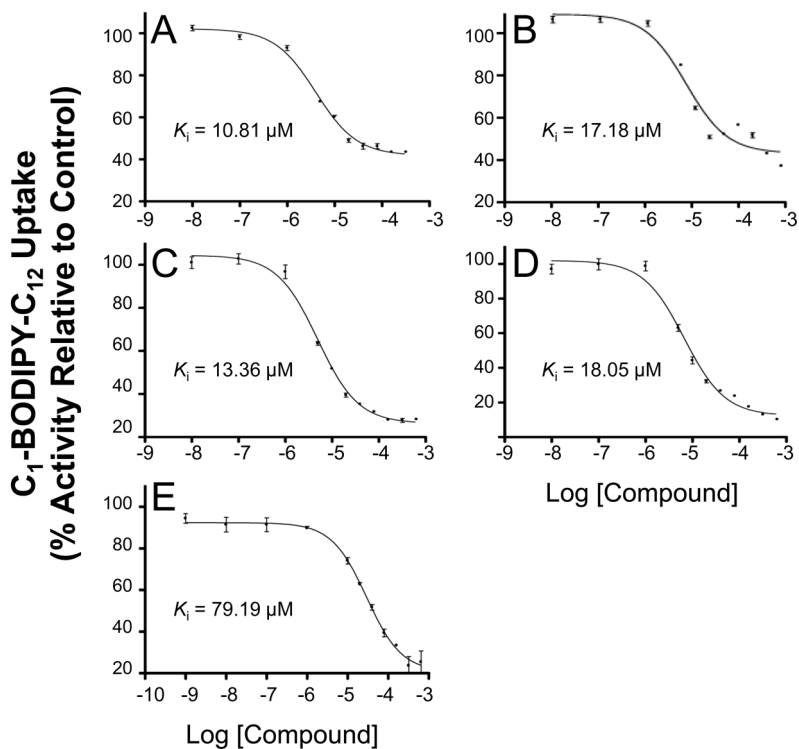 C1-BODIPY-C12 Uptake
(% Activity Relative to Control)
A
100
80
60
40
20
Ki = 10.81 µM
-9 -8 -7 -6 -5 -4 -3
B
100
80
60
40
20
Ki = 17.18 µM
-9 -8 -7 -6 -5 -4 -3
C
100
80
60
40
20
Ki = 13.36 µM
-9 -8 -7 -6 -5 -4 -3
D
100
80
60
40
20
Ki = 18.05 µM
-9 -8 -7 -6 -5 -4 -3
Log [Compound]
E
100
80
60
40
20
Ki = 79.19 µM
-10 -9 -8 -7 -6 -5 -4 -3
Log [Compound]